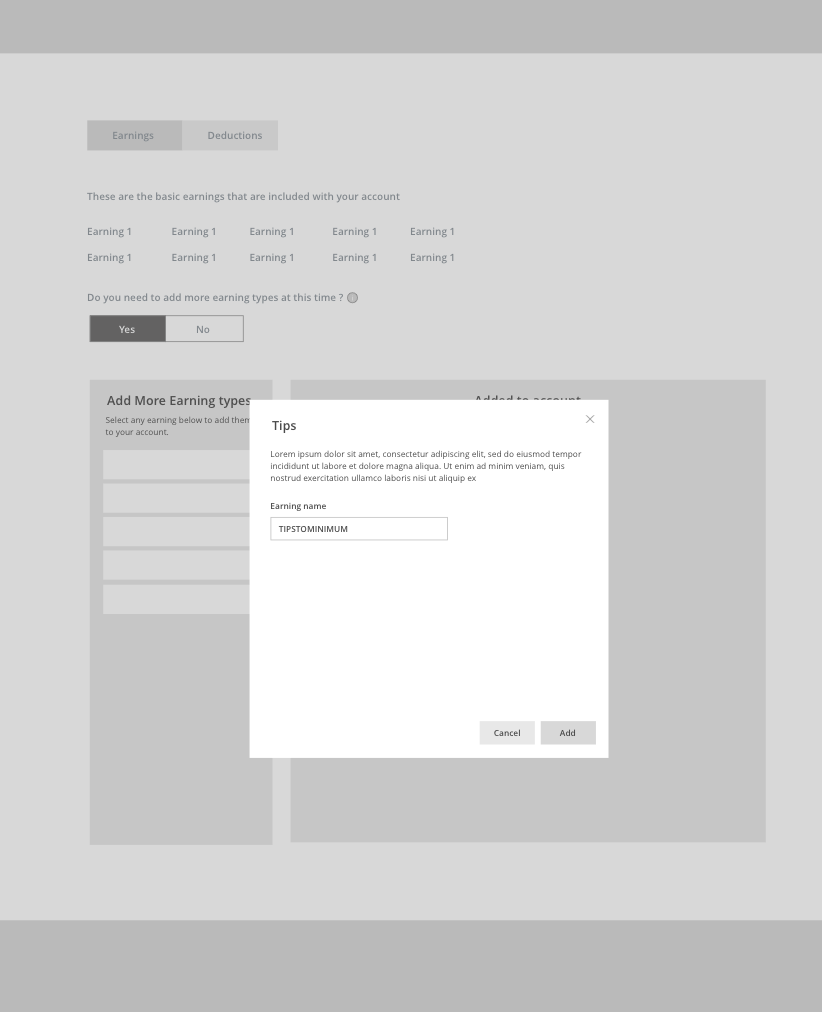 Earnings Deductions
These are the basic earnings that are included with your account
Earning 1 Earning 1 Earning 1 Earning 1 Earning 1
Earning 1 Earning 1 Earning 1 Earning 1 Earning 1
Do you need to add more earning types at this time ?
Yes No
Add More Earning types
Select any earning below to add them
to your account.
Added to account
Tips
Lorem ipsum dolor sit amet, consectetur adipiscing elit, sed do eiusmod tempor
incididunt ut labore et dolore magna aliqua. Ut enim ad minim veniam, quis
nostrud exercitation ullamco laboris nisi ut aliquip ex
Earning name
TIPSTOMINIMUM
Cancel Add